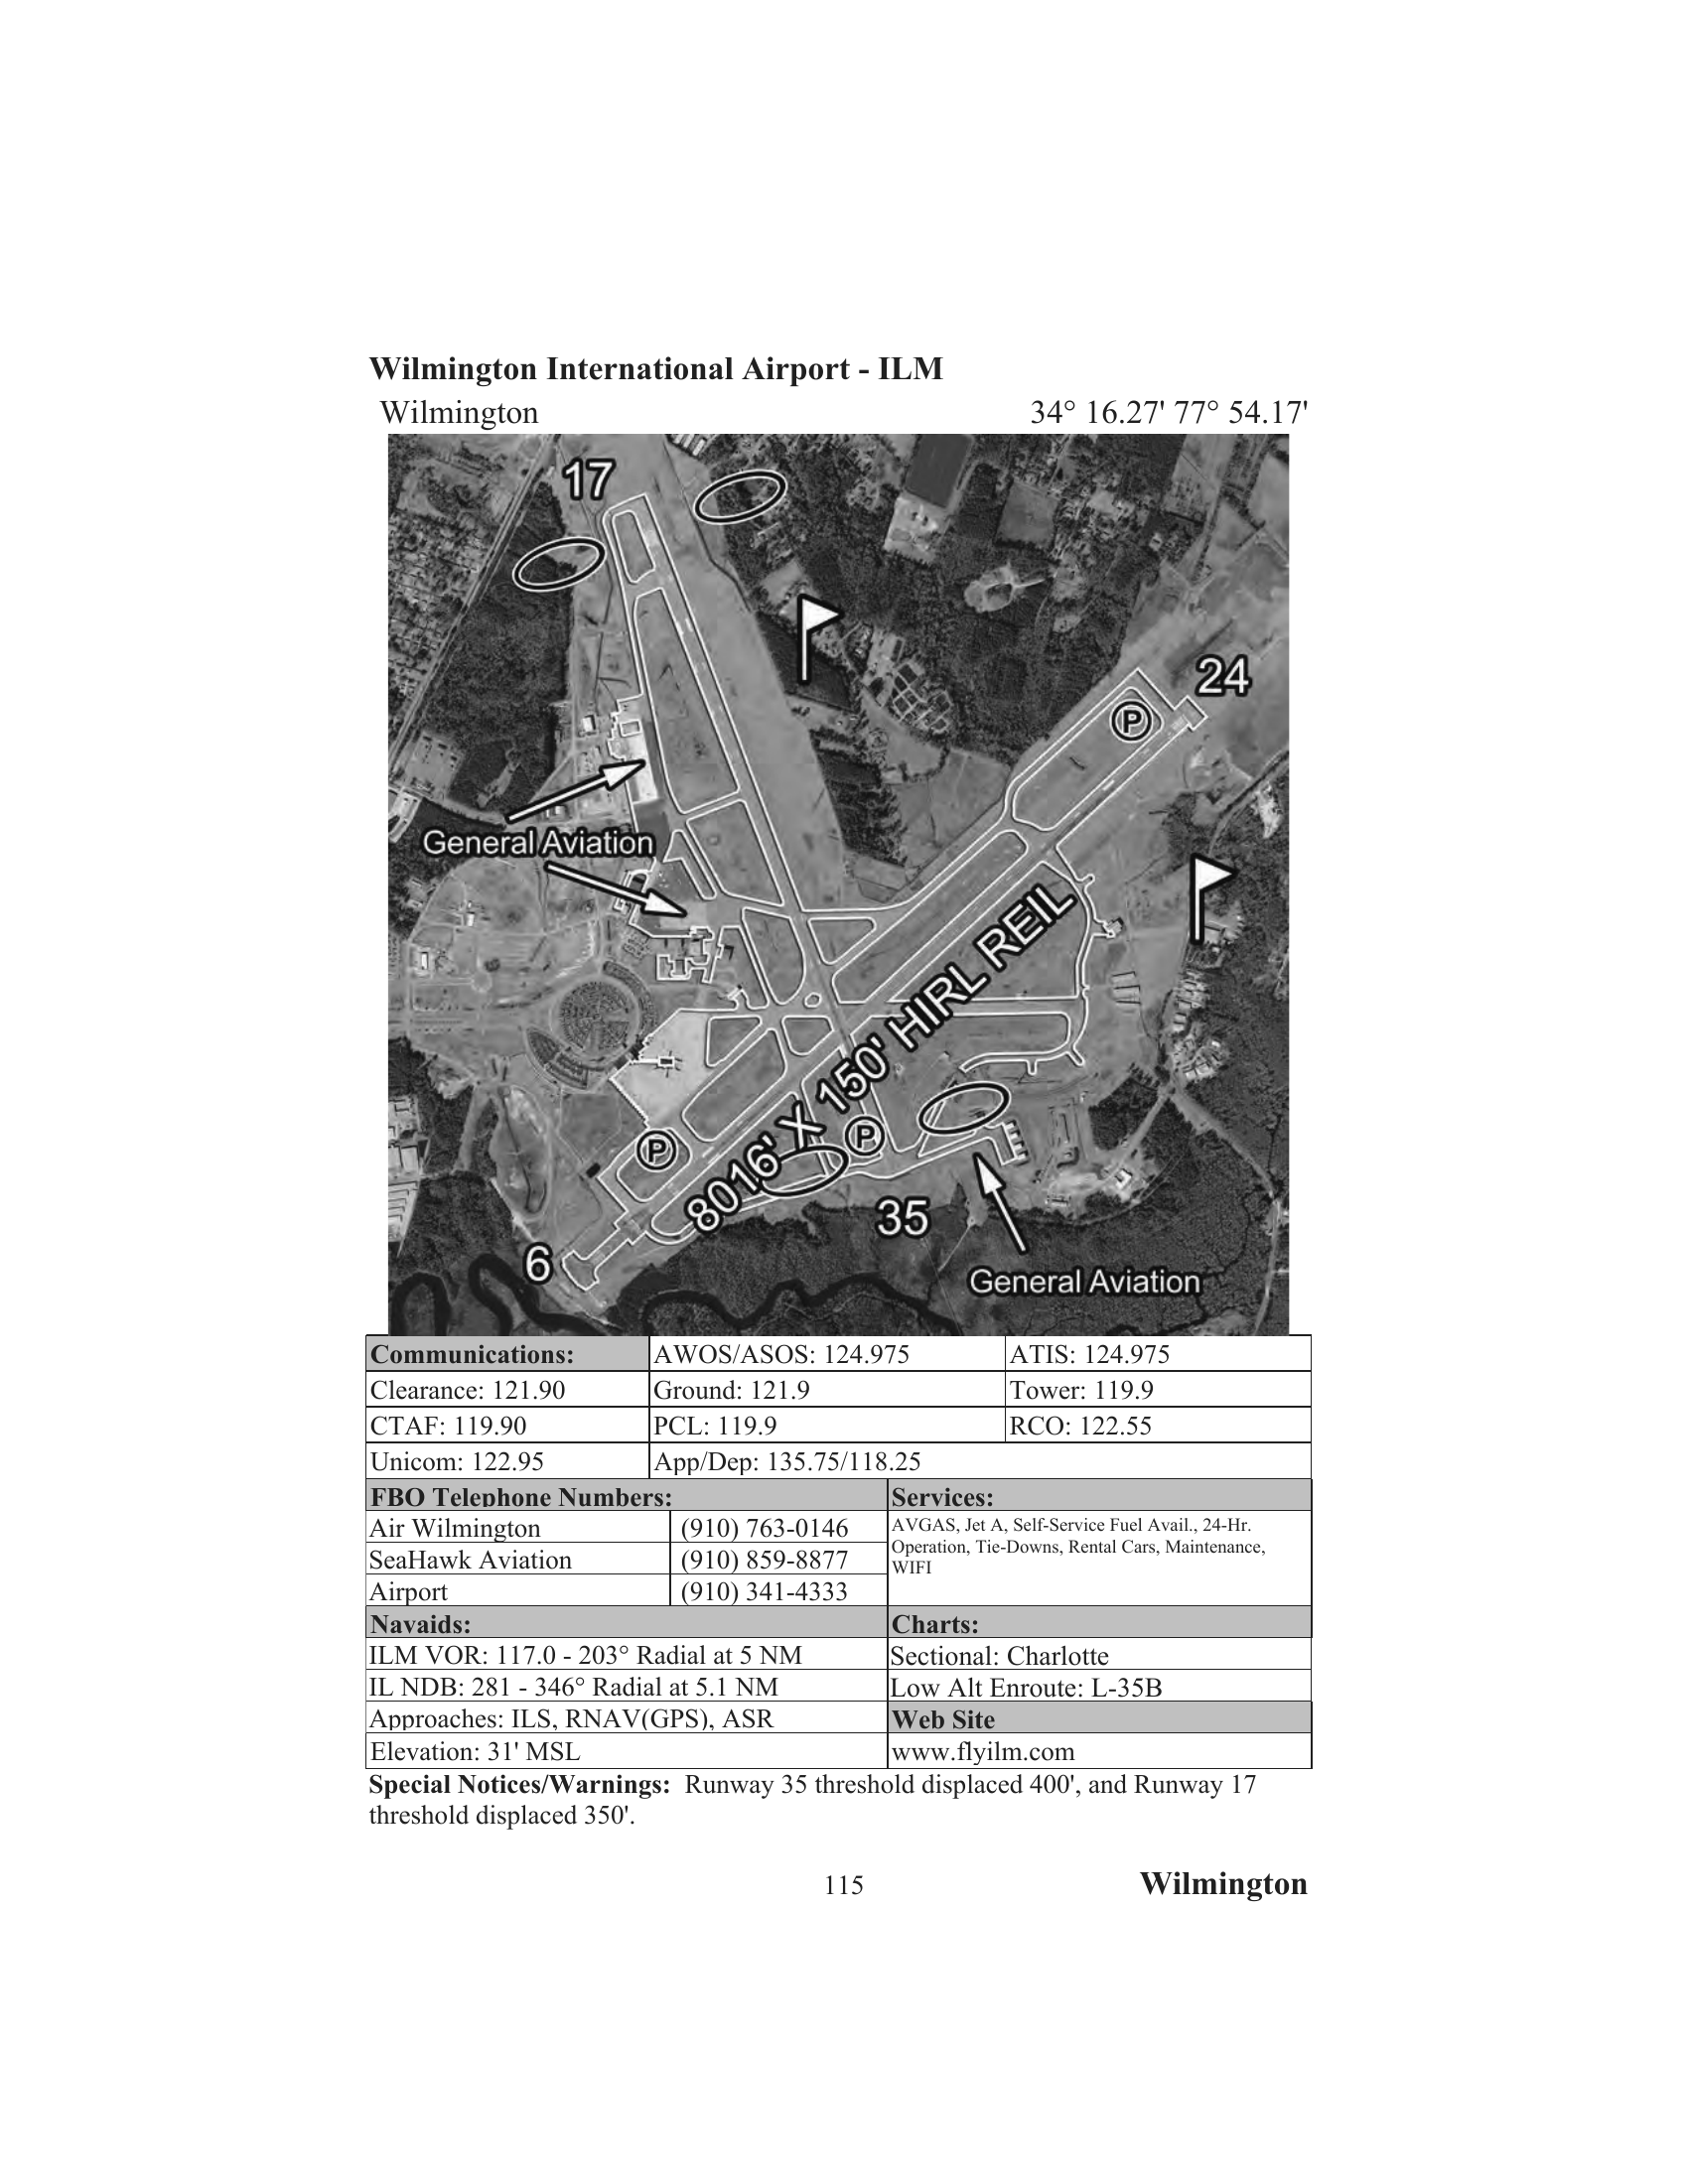 Wilmington International Airport - ILM
Wilmington 34° 16.27' 77° 54.17'
17
24
P
General Aviation
8016' X 150' HIRL REIL
P
P
35
6
General Aviation
Communications: AWOS/ASOS: 124.975 ATIS: 124.975
Clearance: 121.90 Ground: 121.9 Tower: 119.9
CTAF: 119.90 PCL: 119.9 RCO: 122.55
Unicom: 122.95 App/Dep: 135.75/118.25
FBO Telephone Numbers: Services:
Air Wilmington (910) 763-0146 AVGAS, Jet A, Self-Service Fuel Avail., 24-Hr.
Operation, Tie-Downs, Rental Cars, Maintenance,
SeaHawk Aviation (910) 859-8877 WIFI
Airport (910) 341-4333
Navaids: Charts:
ILM VOR: 117.0 - 203° Radial at 5 NM Sectional: Charlotte
IL NDB: 281 - 346° Radial at 5.1 NM Low Alt Enroute: L-35B
Approaches: ILS, RNAV(GPS), ASR Web Site
Elevation: 31' MSL www.flyilm.com
Special Notices/Warnings: Runway 35 threshold displaced 400', and Runway 17
threshold displaced 350'.
115 Wilmington